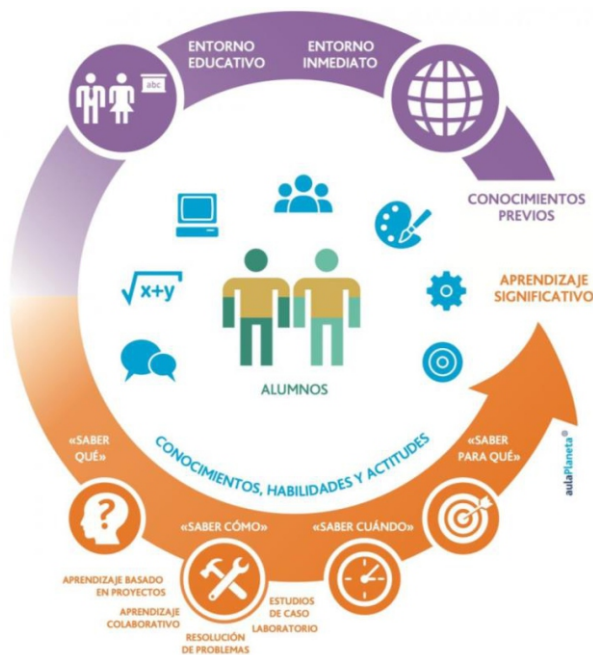 ENTORNO
EDUCATIVO
ENTORNO
INMEDIATO
abc
CONOCIMIENTOS
PREVIOS
APRENDIZAJE
SIGNIFICATIVO
√x+y
ALUMNOS
CONOCIMIENTOS, HABILIDADES Y ACTITUDES
«SABER
QUÉ»
?
«SABER CÓMO»
«SABER CUÁNDO»
«SABER
PARA QUÉ»
aulaPlaneta®
APRENDIZAJE BASADO
EN PROYECTOS
APRENDIZAJE
COLABORATIVO
RESOLUCIÓN
DE PROBLEMAS
ESTUDIOS
DE CASO
LABORATORIO